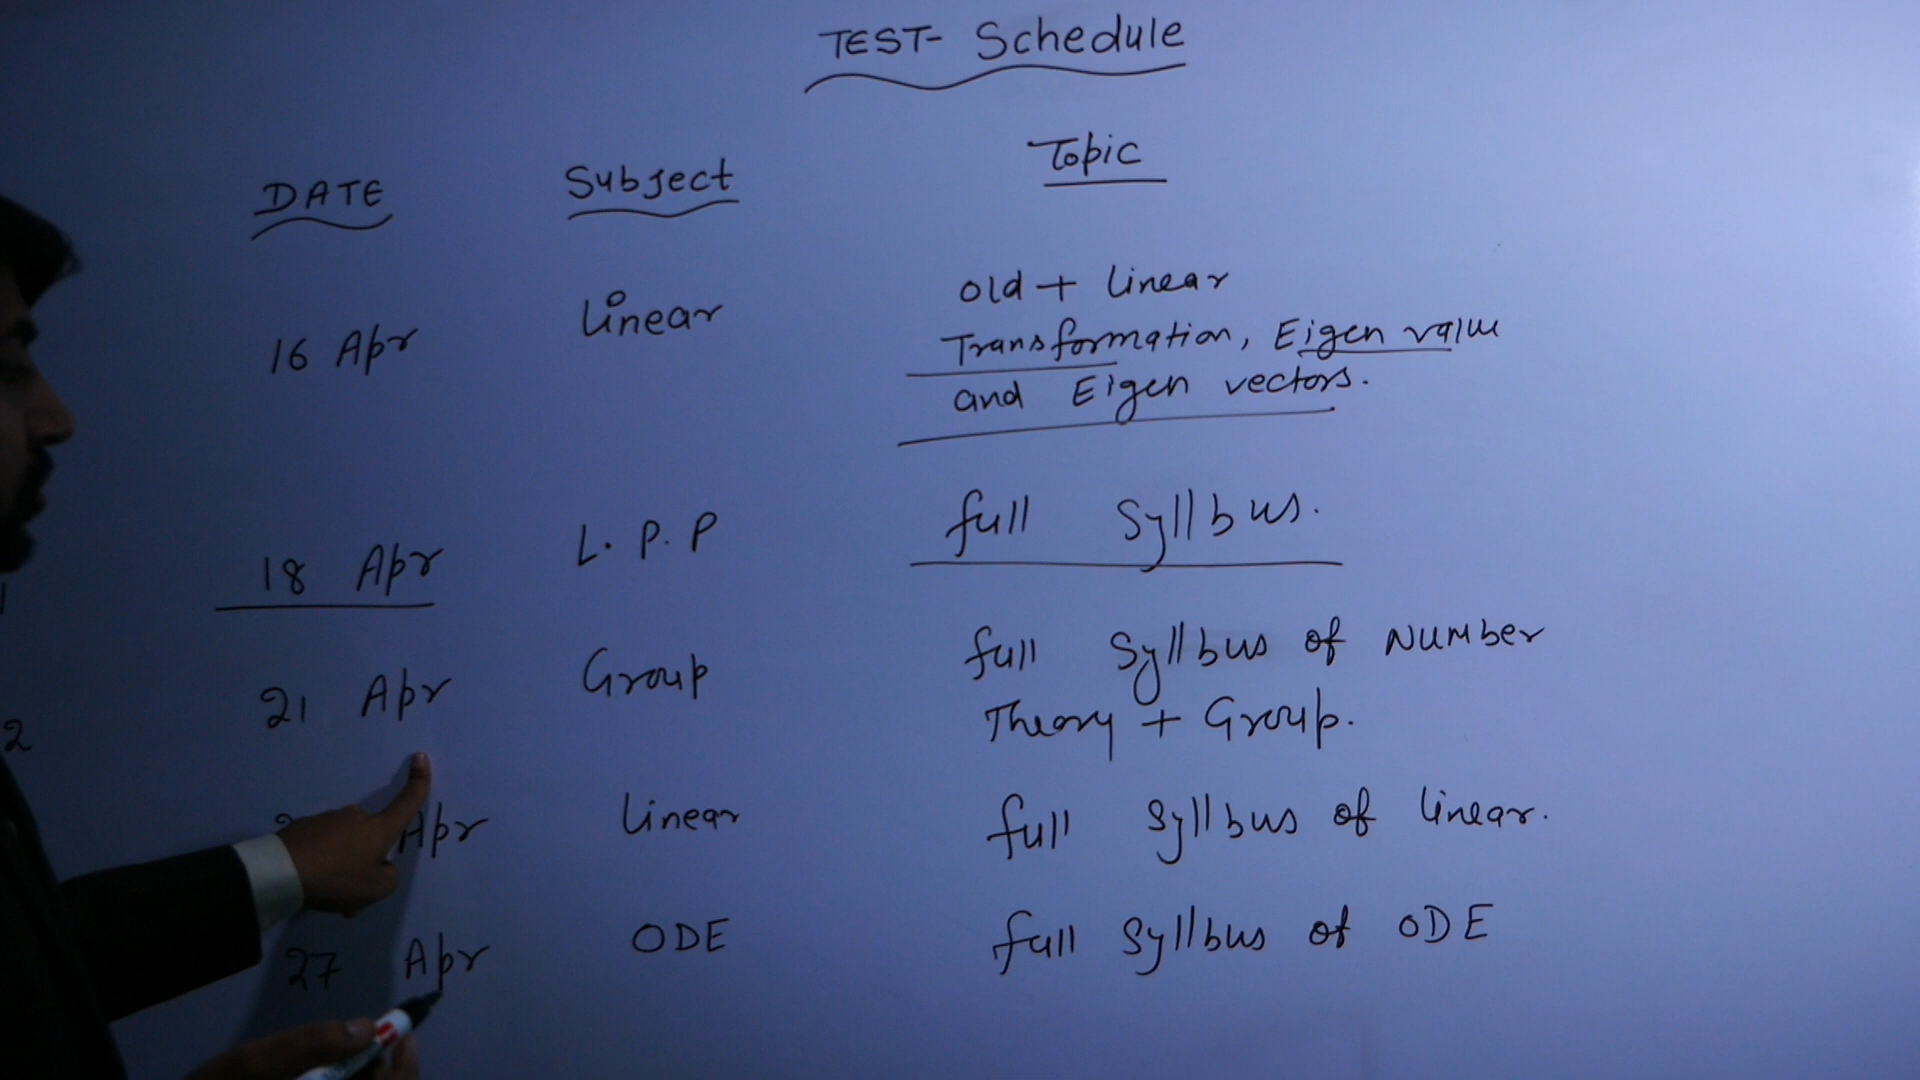 TEST- Schedule
DATE Subject Topic
16 Apr Linear old + linear
Transformation, Eigen value
and Eigen vectors.
18 Apr L. P. P full Syllbus.
21 Apr Group full Syllbus of Number
Theory + Group.
Apr Linear full Syllbus of linear.
27 Apr ODE full Syllbus of ODE
2